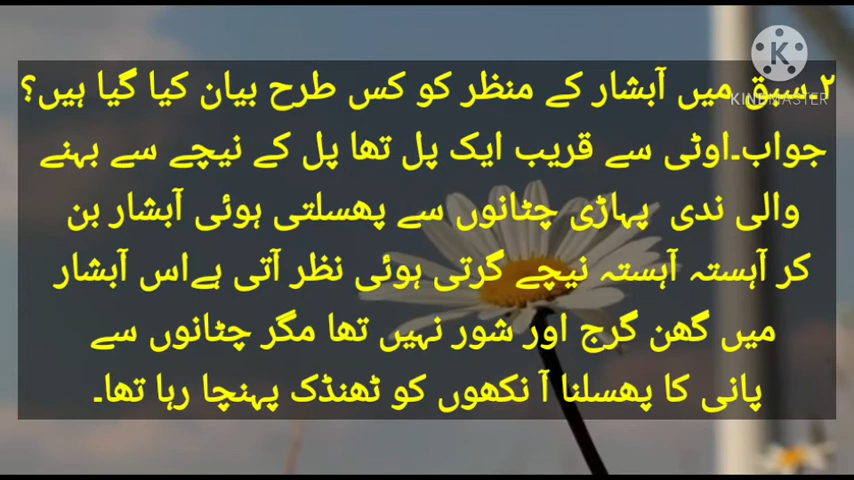 KINEMASTER
۲۔سبق میں آبشار کے منظر کو کس طرح بیان کیا گیا ہیں؟
جواب۔اوٹی سے قریب ایک پل تھا پل کے نیچے سے بہنے
والی ندی پہاڑی چٹانوں سے پھسلتی ہوئی آبشار بن
کر آہستہ آہستہ نیچے گرتی ہوئی نظر آتی ہےاس آبشار
میں گھن گرج اور شور نہیں تھا مگر چٹانوں سے
پانی کا پھسلنا آ نکھوں کو ٹھنڈک پہنچا رہا تھا۔